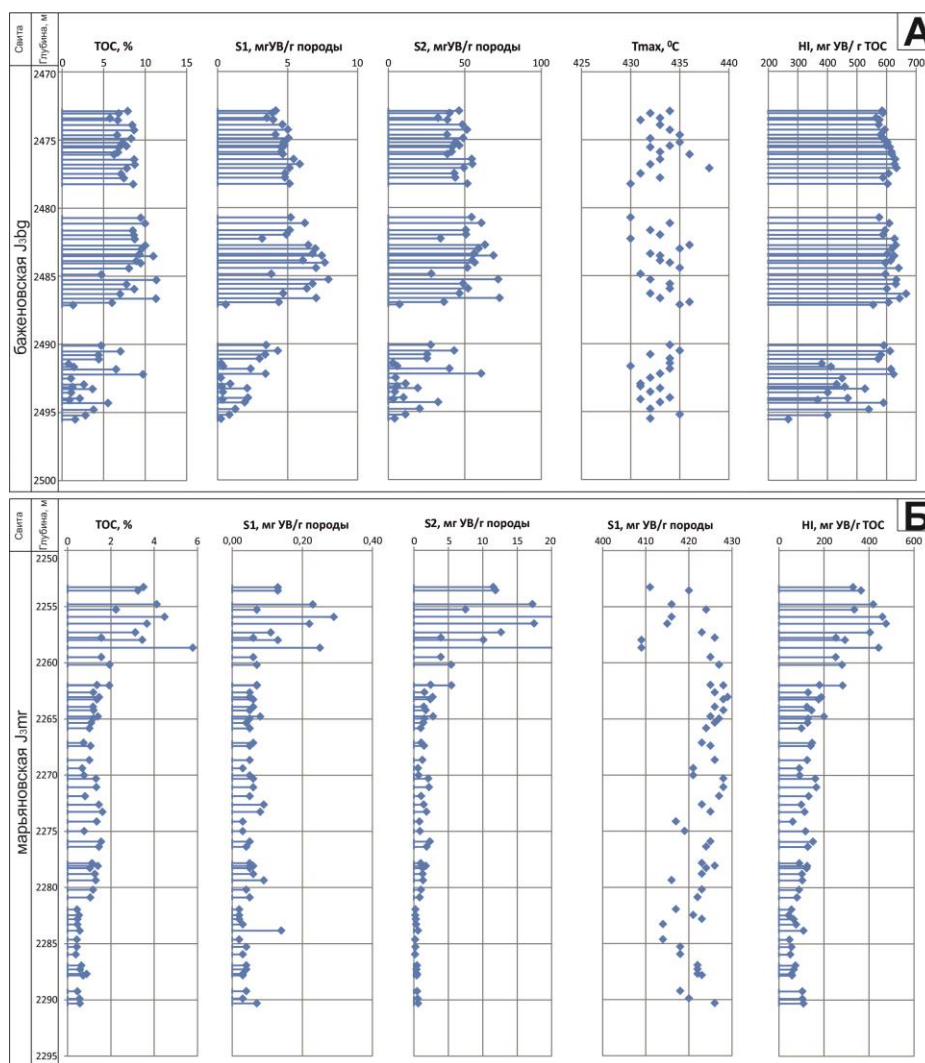 А
Свита
Глубина, м
TOC, %
S1, мгУВ/г породы
S2, мгУВ/г породы
Tmax, ⁰C
HI, мг УВ/ г TOC
0 5 10 15
0 5 10
0 50 100
425 430 435 440
200 300 400 500 600 700
баженовская J₃bg
2470
2475
2480
2485
2490
2495
2500
Б
Свита
Глубина, м
TOC, %
S1, мг УВ/г породы
S2, мг УВ/г породы
S1, мг УВ/г породы
HI, мг УВ/г TOC
0 2 4 6
0,00 0,20 0,40
0 5 10 15 20
400 410 420 430
0 200 400 600
марьяновская J₃mr
2250
2255
2260
2265
2270
2275
2280
2285
2290
2295